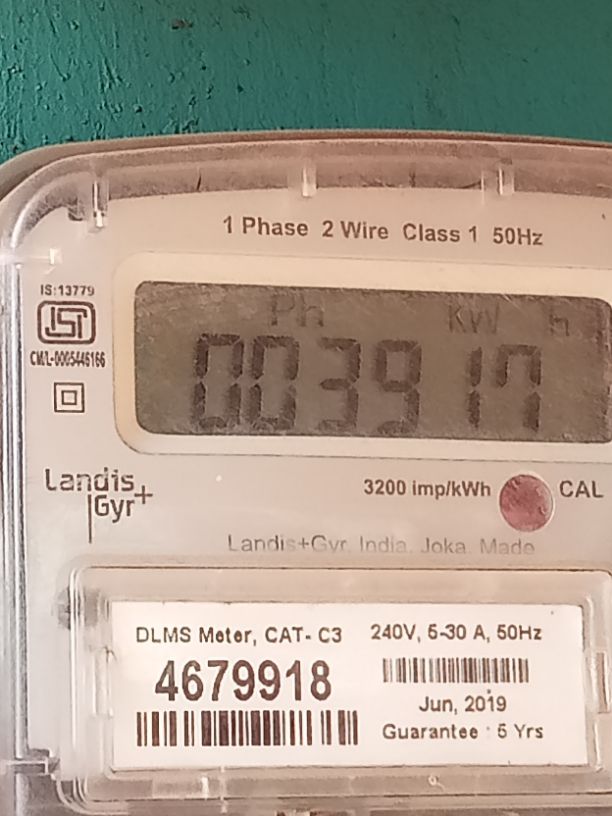 1 Phase 2 Wire Class 1 50Hz
IS:13779
ISI
CM/L-0005446166
Ph KW h
003917
Landis
Gyr+
3200 imp/kWh CAL
Landis+Gyr, India, Joka. Made
DLMS Meter, CAT- C3
4679918
240V, 5-30 A, 50Hz
Jun, 2019
Guarantee : 5 Yrs